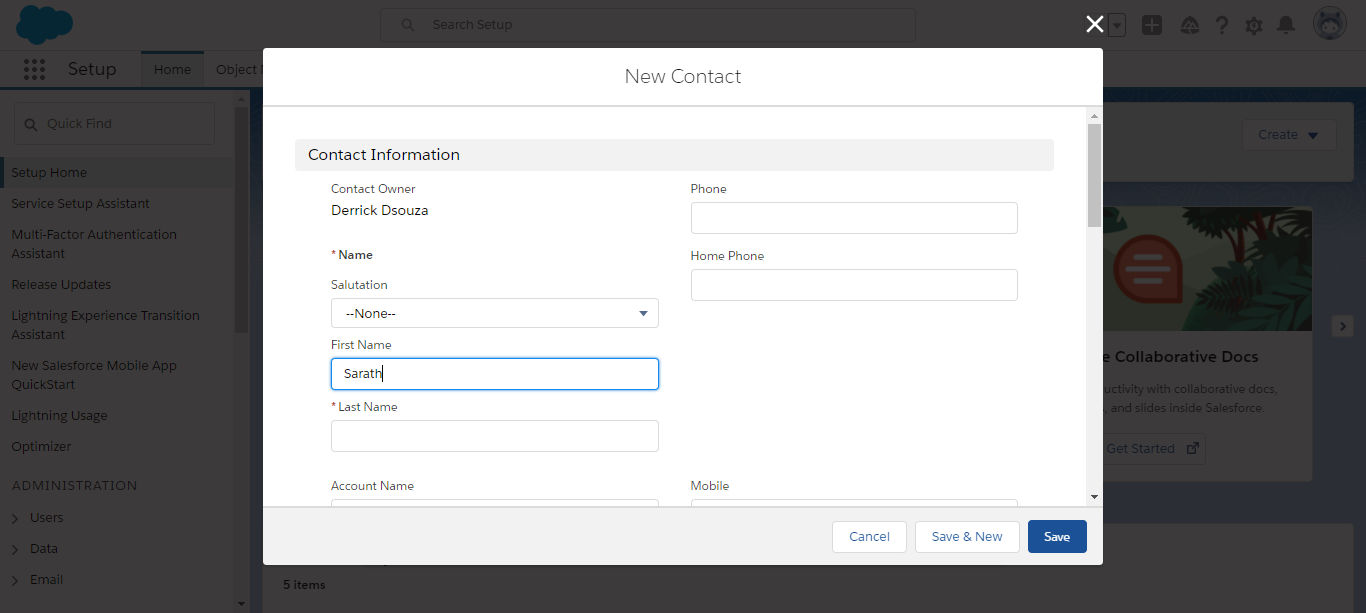 Search Setup
Setup
Home
Object
Quick Find
Setup Home
Service Setup Assistant
Multi-Factor Authentication
Assistant
Release Updates
Lightning Experience Transition
Assistant
New Salesforce Mobile App
QuickStart
Lightning Usage
Optimizer
ADMINISTRATION
Users
Data
Email
New Contact
Contact Information
Contact Owner
Derrick Dsouza
* Name
Salutation
--None--
First Name
Sarath
* Last Name
Account Name
Phone
Home Phone
Mobile
Cancel
Save & New
Save
Create
e Collaborative Docs
uctivity with collaborative docs,
, and slides inside Salesforce.
Get Started
5 items